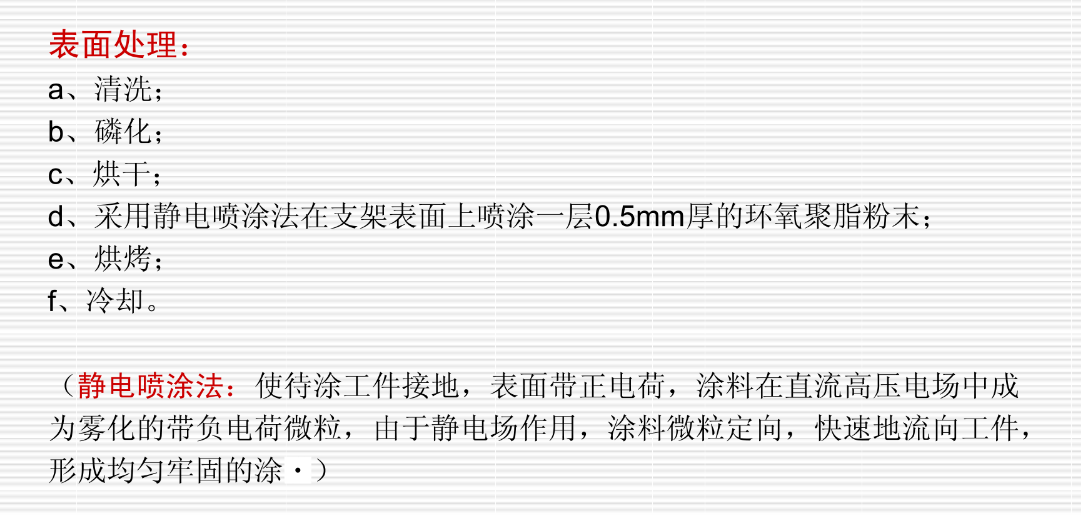 表面处理：
a、清洗；
b、磷化；
c、烘干；
d、采用静电喷涂法在支架表面上喷涂一层0.5mm厚的环氧聚脂粉末；
e、烘烤；
f、冷却。
（静电喷涂法：使待涂工件接地，表面带正电荷，涂料在直流高压电场中成
为雾化的带负电荷微粒，由于静电场作用，涂料微粒定向，快速地流向工件，
形成均匀牢固的涂·）